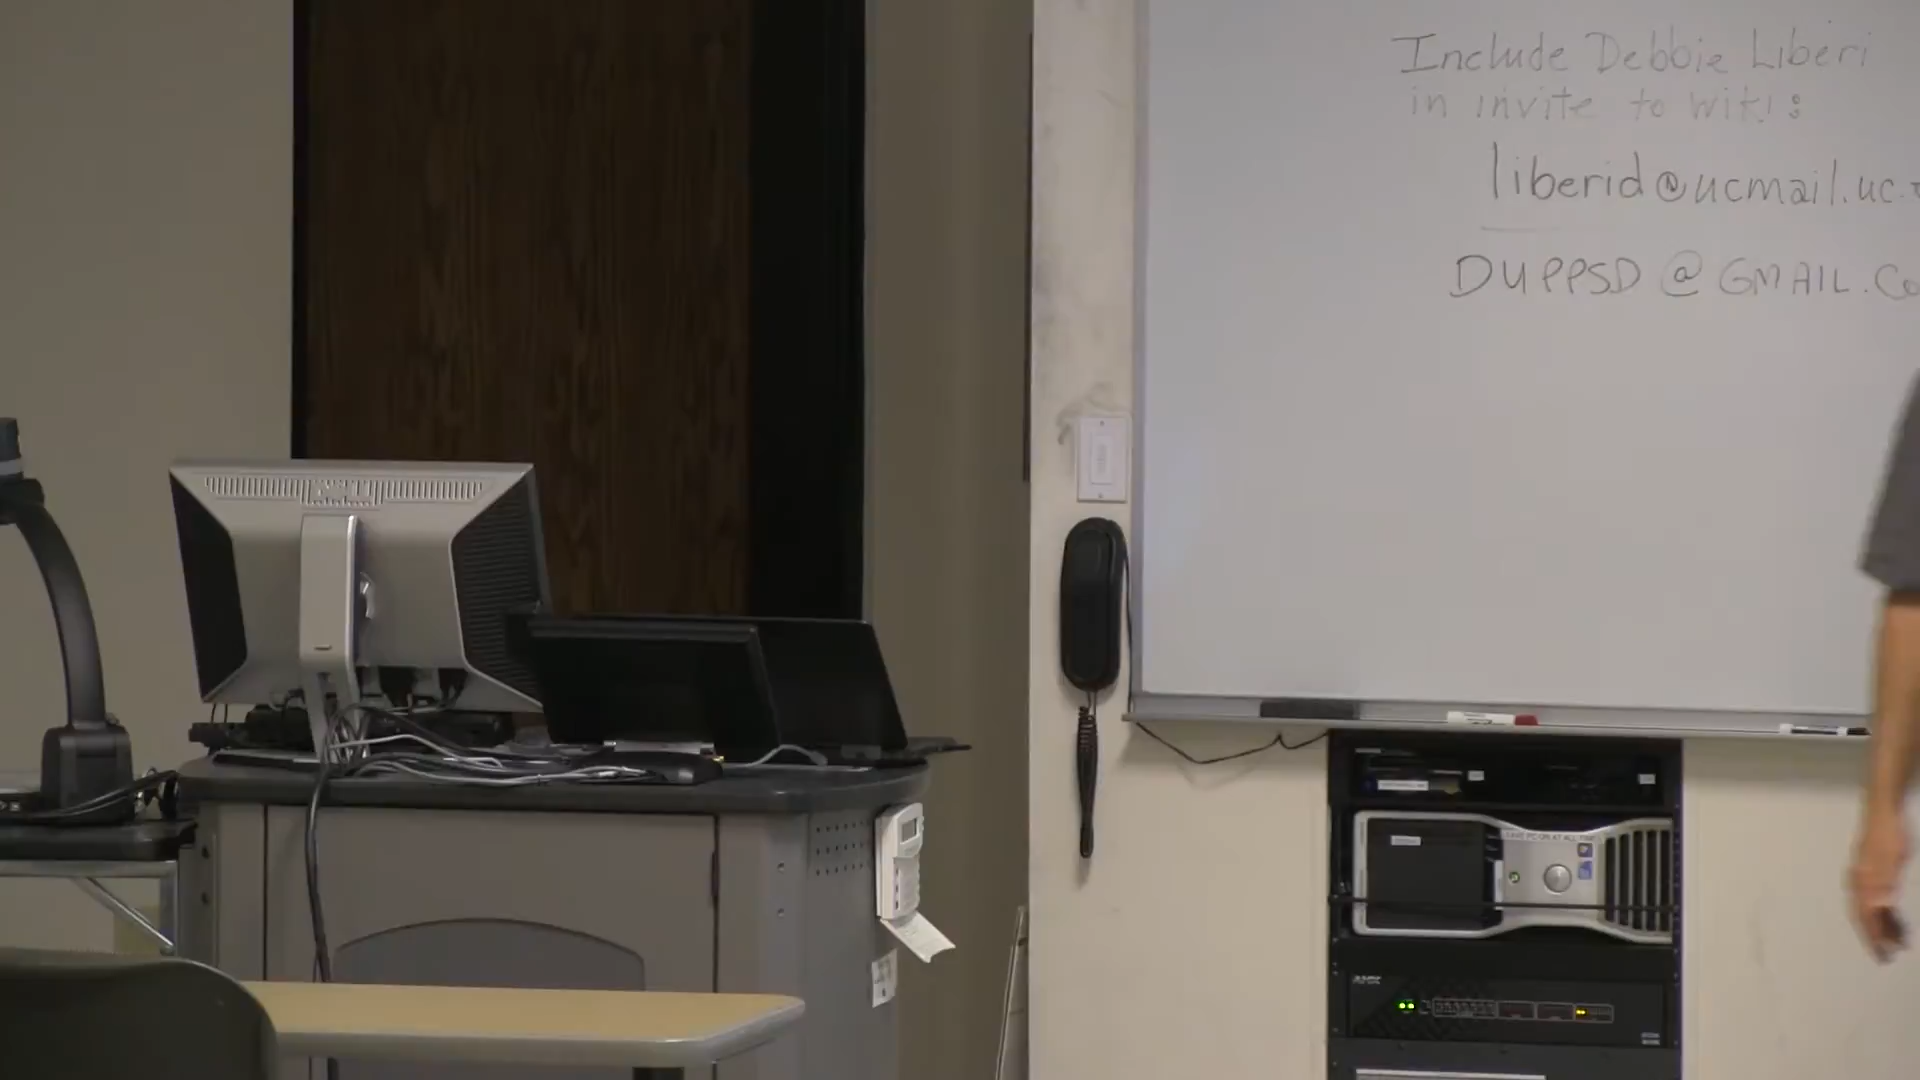 Include Debbie Liberi
in invite to wiki:
liberid@ucmail.uc.
DUPPSD @ GMAIL.Co